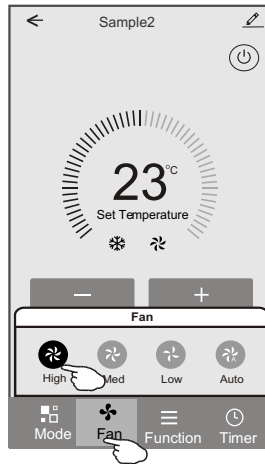 Sample2
23°C
Set Temperature
Fan
High Med Low Auto
Mode Fan Function Timer